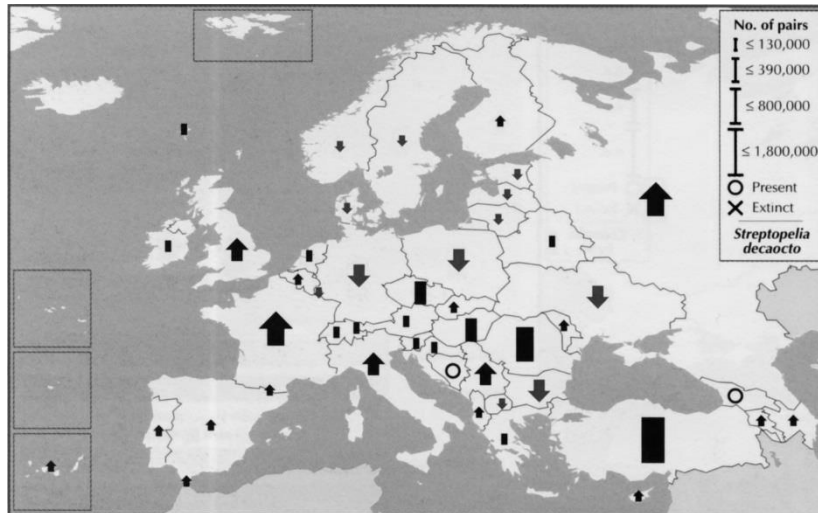 No. of pairs
≤ 130,000
≤ 390,000
≤ 800,000
≤ 1,800,000
Present
Extinct
Streptopelia
decaocto